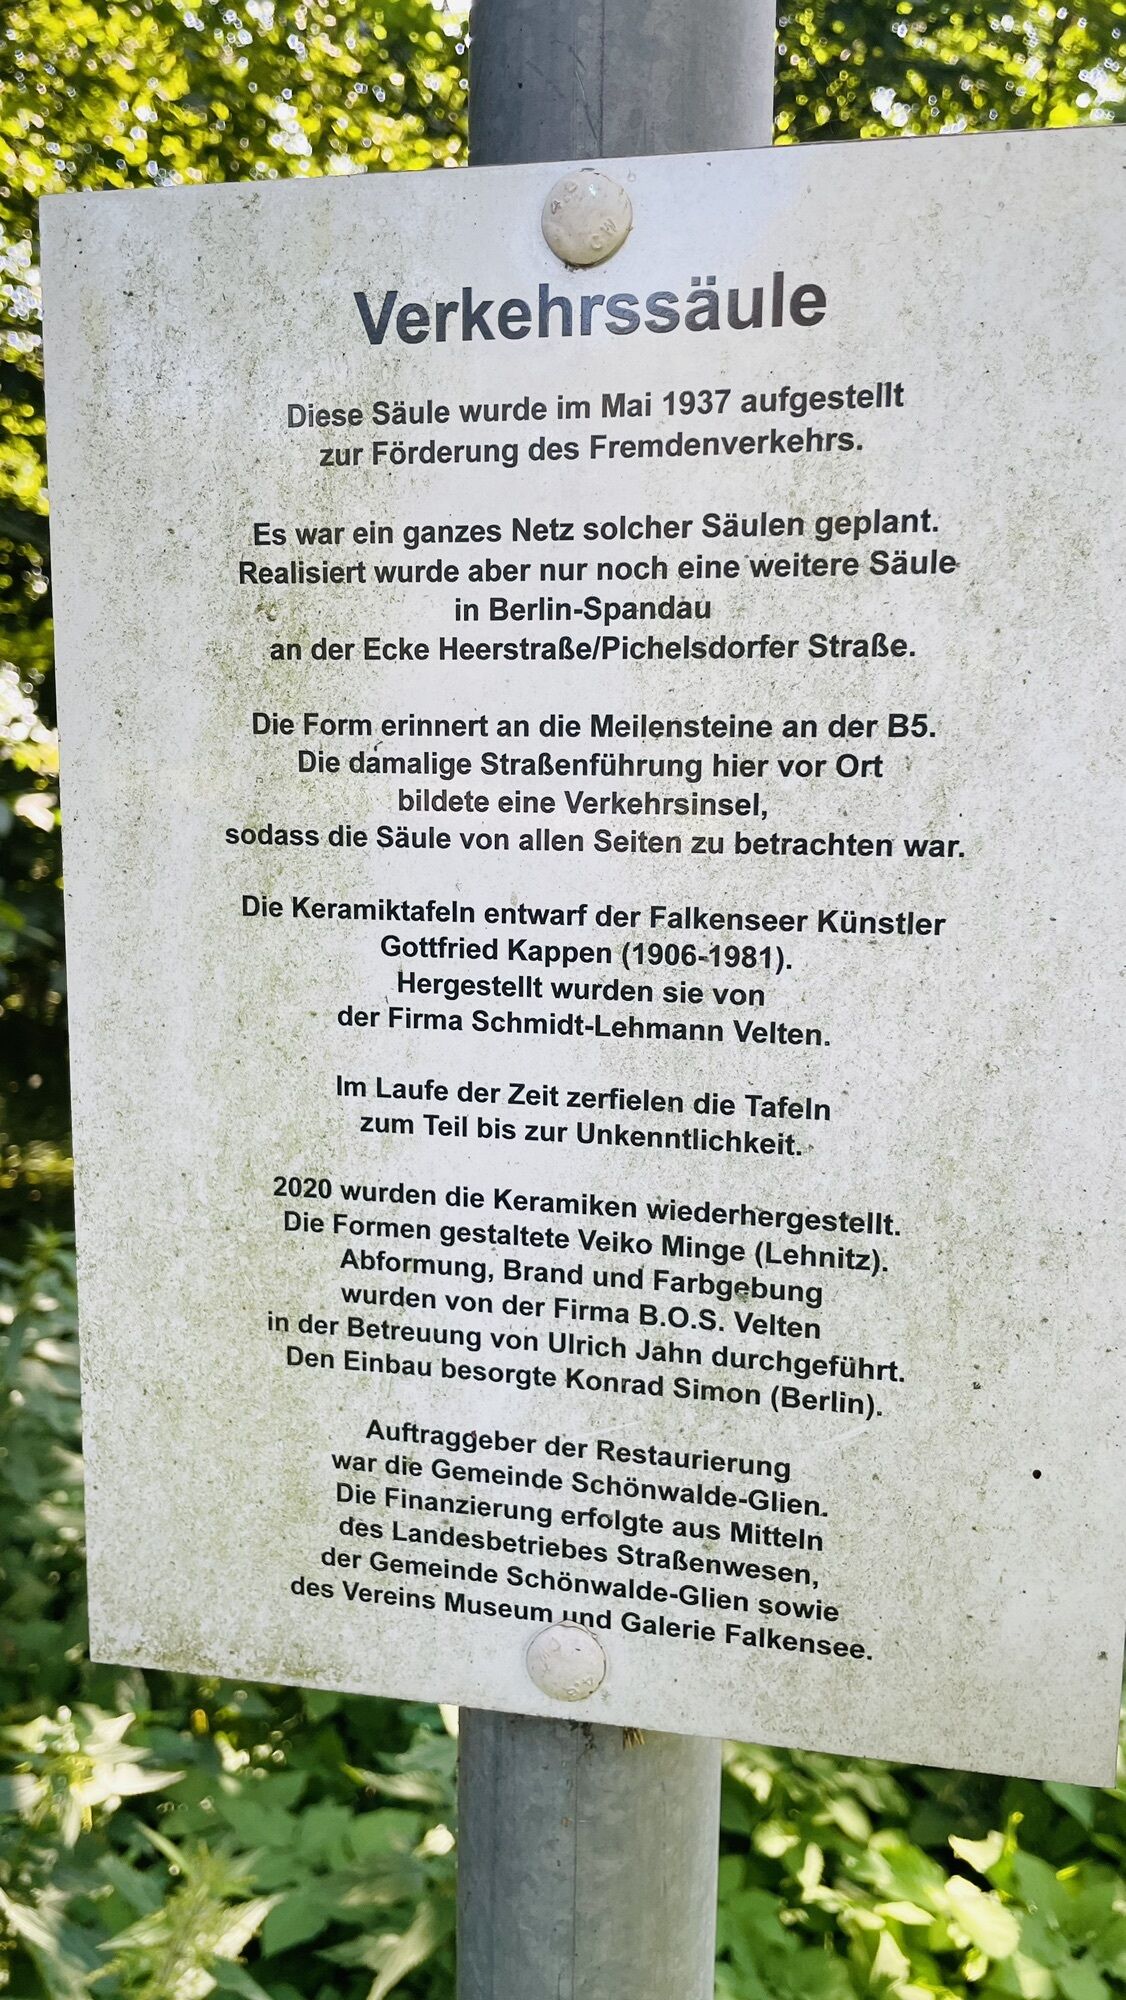 Verkehrssäule
Diese Säule wurde im Mai 1937 aufgestellt
zur Förderung des Fremdenverkehrs.
Es war ein ganzes Netz solcher Säulen geplant.
Realisiert wurde aber nur noch eine weitere Säule
in Berlin-Spandau
an der Ecke Heerstraße/Pichelsdorfer Straße.
Die Form erinnert an die Meilensteine an der B5.
Die damalige Straßenführung hier vor Ort
bildete eine Verkehrsinsel,
sodass die Säule von allen Seiten zu betrachten war.
Die Keramiktafeln entwarf der Falkenseer Künstler
Gottfried Kappen (1906-1981).
Hergestellt wurden sie von
der Firma Schmidt-Lehmann Velten.
Im Laufe der Zeit zerfielen die Tafeln
zum Teil bis zur Unkenntlichkeit.
2020 wurden die Keramiken wiederhergestellt.
Die Formen gestaltete Veiko Minge (Lehnitz).
Abformung, Brand und Farbgebung
wurden von der Firma B.O.S. Velten
in der Betreuung von Ulrich Jahn durchgeführt.
Den Einbau besorgte Konrad Simon (Berlin).
Auftraggeber der Restaurierung
war die Gemeinde Schönwalde-Glien.
Die Finanzierung erfolgte aus Mitteln
des Landesbetriebes Straßenwesen,
der Gemeinde Schönwalde-Glien sowie
des Vereins Museum und Galerie Falkensee.